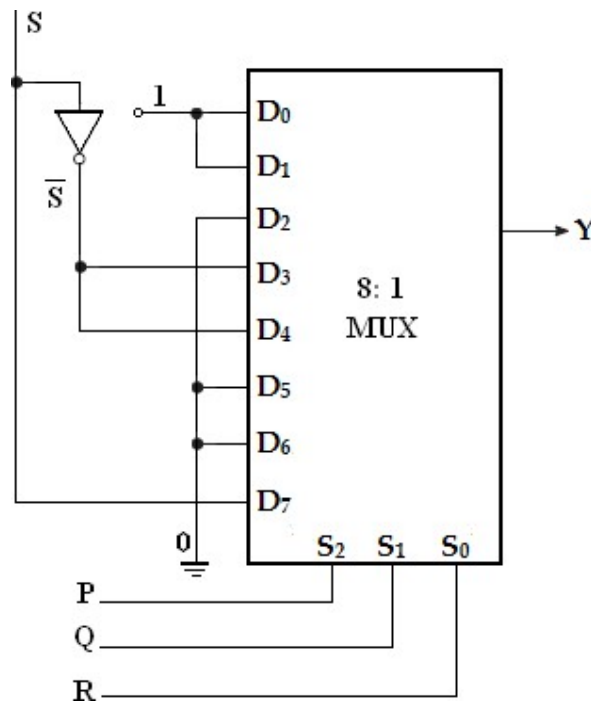 S
1
S̅
D₀
D₁
D₂
D₃
D₄
D₅
D₆
D₇
8: 1
MUX
Y
0
S₂ S₁ S₀
P
Q
R